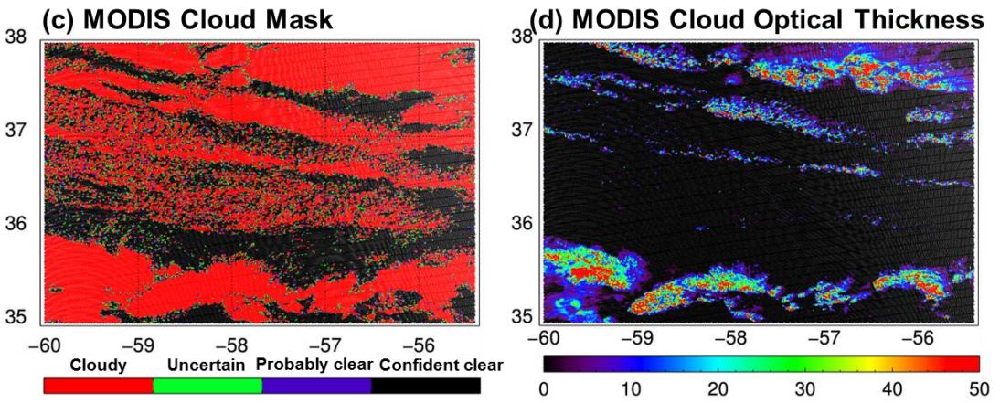 (c) MODIS Cloud Mask
38
37
36
35
−60 −59 −58 −57 −56
Cloudy Uncertain Probably clear Confident clear
(d) MODIS Cloud Optical Thickness
38
37
36
35
−60 −59 −58 −57 −56
0 10 20 30 40 50